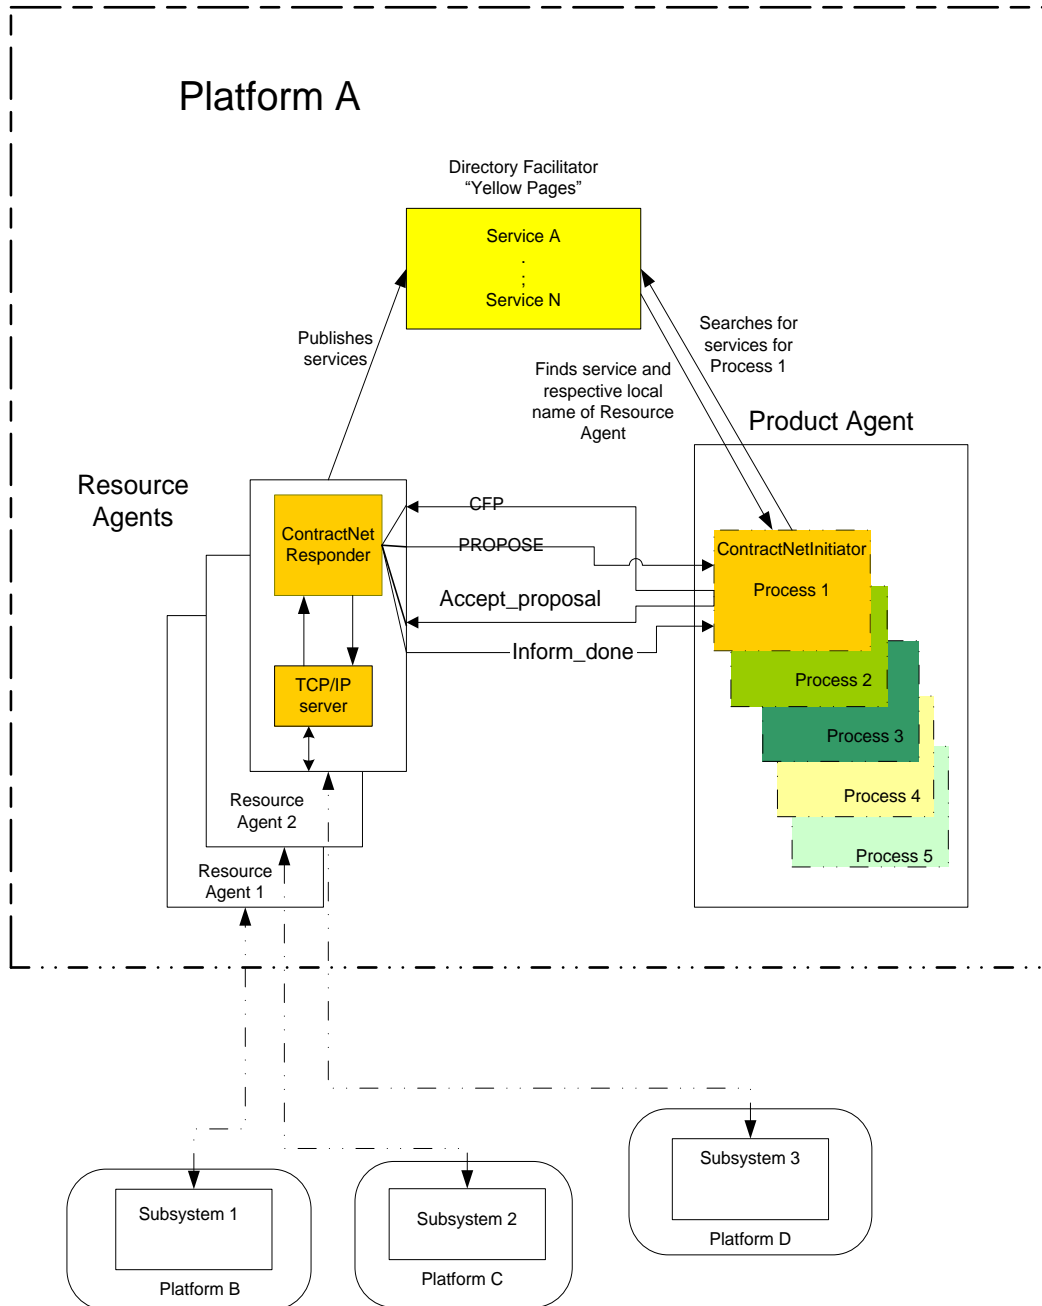 Platform A
Directory Facilitator
“Yellow Pages”
Service A
.
;
Service N
Publishes
services
Searches for
services for
Process 1
Finds service and
respective local
name of Resource
Agent
Product Agent
Resource
Agents
ContractNet
Responder
CFP
PROPOSE
Accept_proposal
Inform_done
ContractNetInitiator
Process 1
TCP/IP
server
Process 2
Process 3
Process 4
Process 5
Resource
Agent 2
Resource
Agent 1
Subsystem 1
Platform B
Subsystem 2
Platform C
Subsystem 3
Platform D